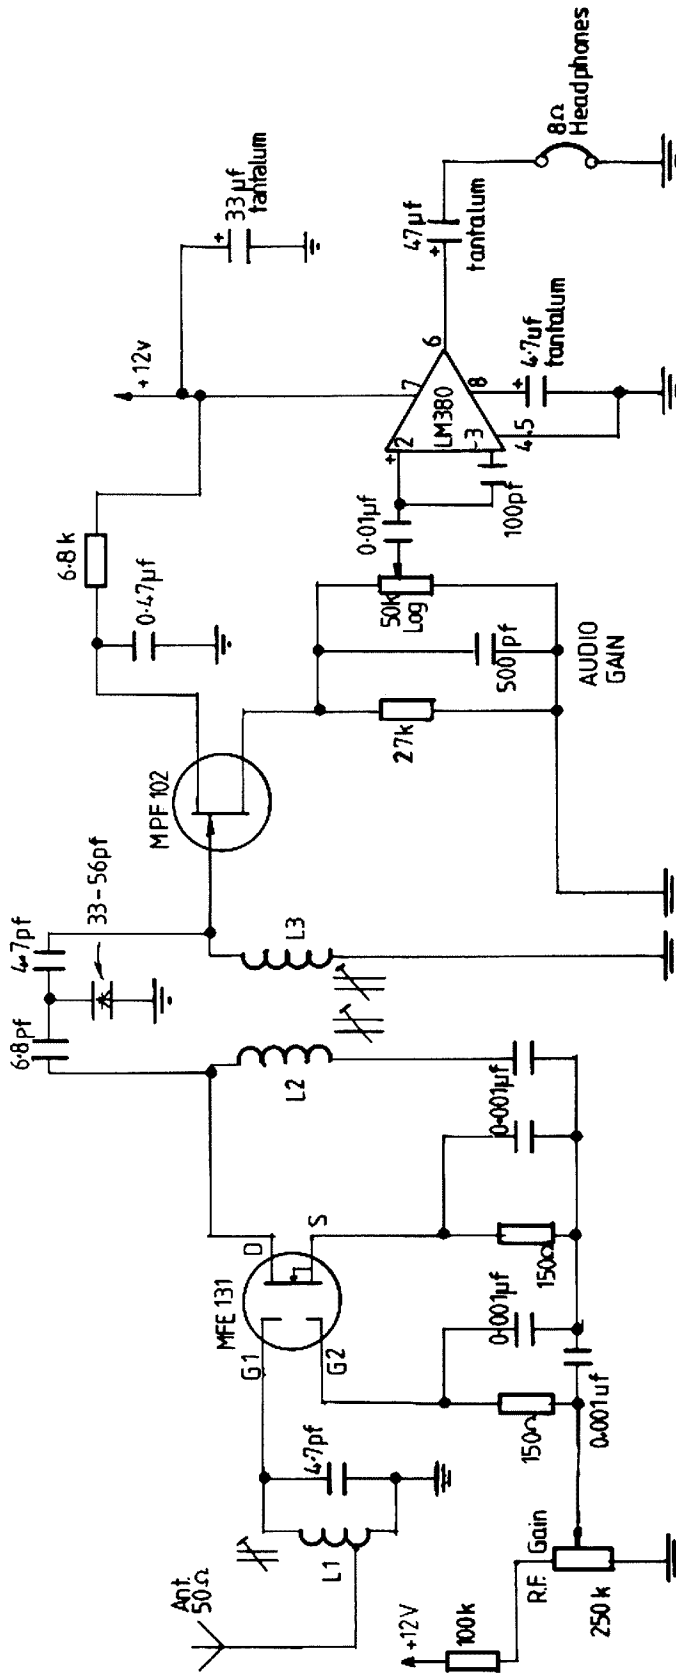 Ant.
50Ω
L1
4·7pf
+12V
100k
R.F. Gain
250k
G1
G2
MFE 131
D
S
150Ω
0·001µf
0·001uf
150Ω
0·001µf
L2
6·8pf
4·7pf
33-56pf
L3
MPF 102
0·47µf
6·8k
27k
500pf
50k
Log
AUDIO
GAIN
0·01µf
100pf
+12v
33µf
tantalum
+
+
2
3
LM380
7
6
8
4.5
+
4·7uf
tantalum
+
47µf
tantalum
8Ω
Headphones